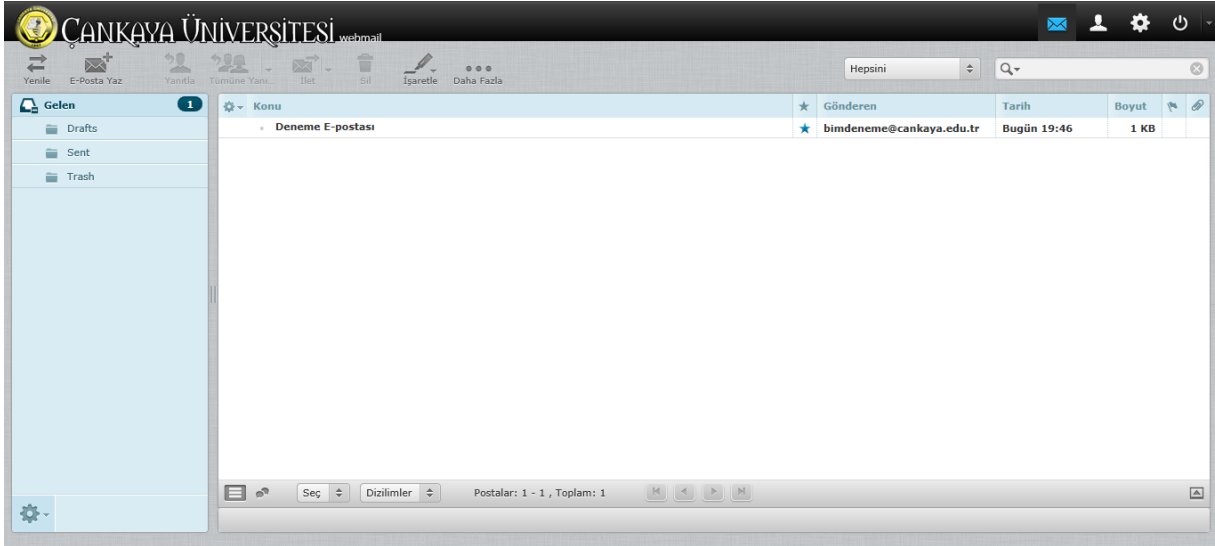 ÇANKAYA ÜNİVERSİTESİ webmail
Yenile E-Posta Yaz Yanıtla Tümüne Yanı... İlet Sil İşaretle Daha Fazla Hepsini
Gelen 1 Konu Gönderen Tarih Boyut
Drafts Deneme E-postası bimdeneme@cankaya.edu.tr Bugün 19:46 1 KB
Sent
Trash
Seç Dizilimler Postalar: 1 - 1 , Toplam: 1